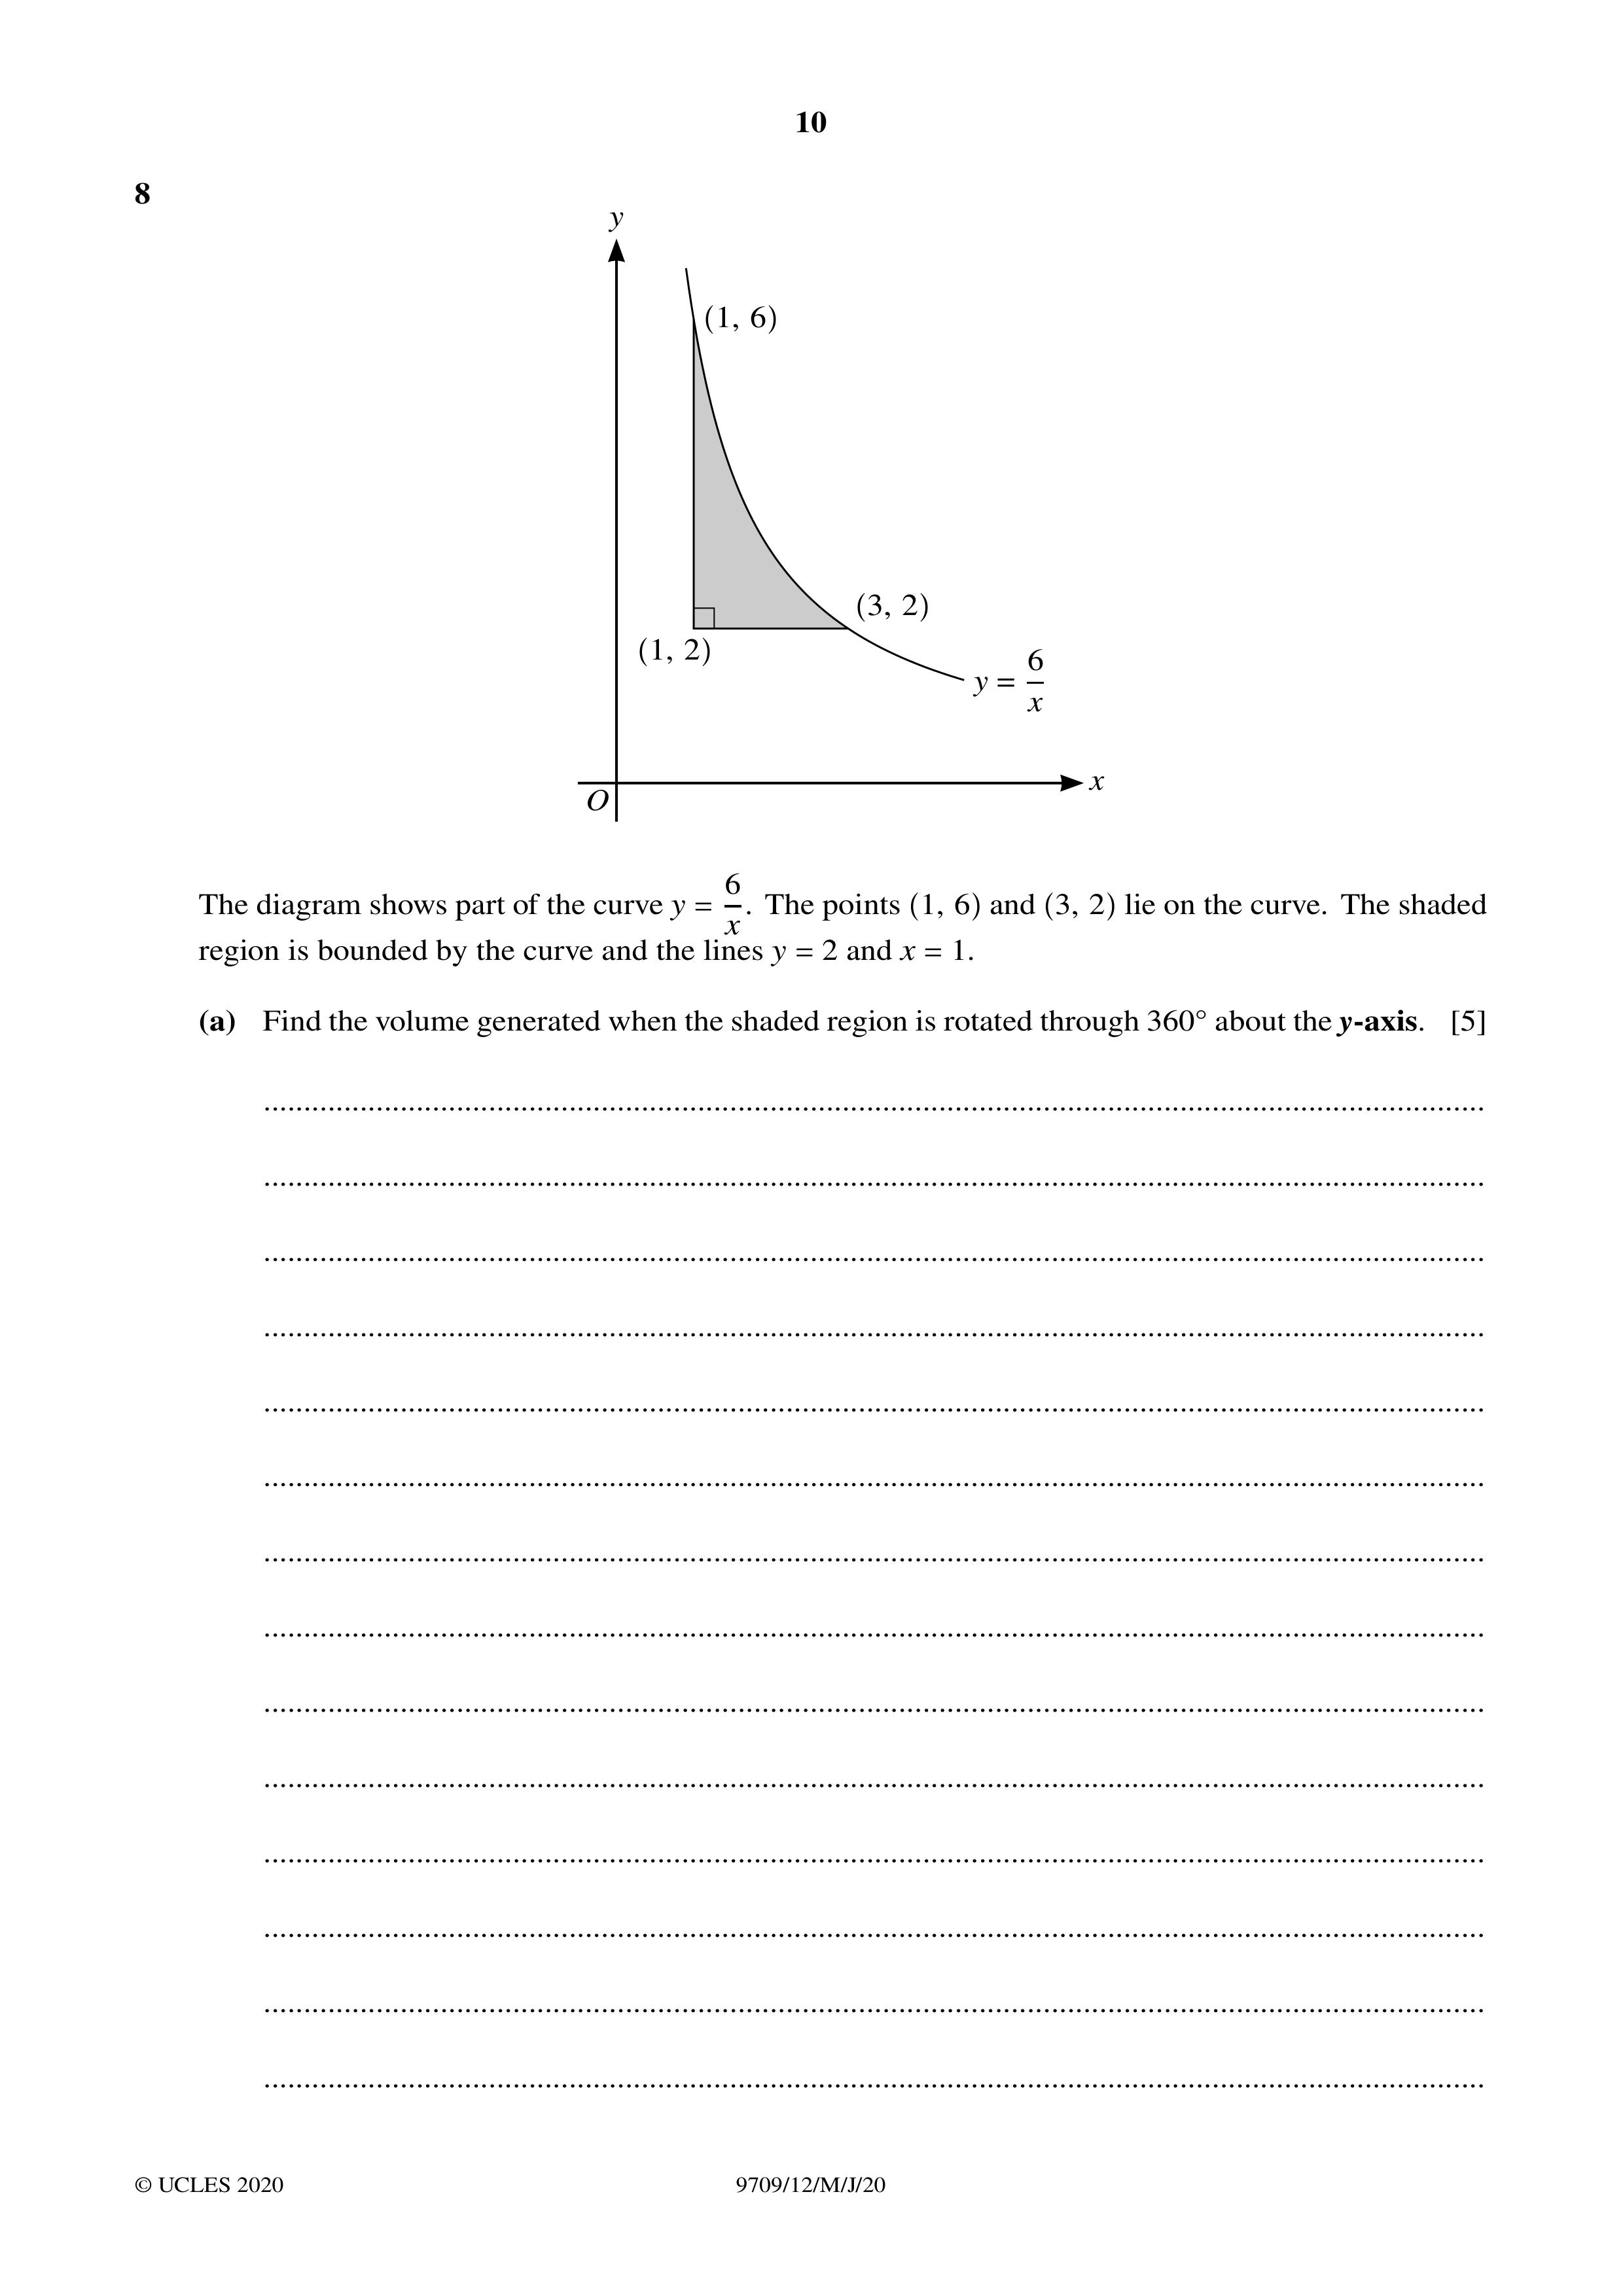 10
8
y
(1, 6)
(3, 2)
(1, 2)
y = 6/x
x
O
The diagram shows part of the curve y = 6/x. The points (1, 6) and (3, 2) lie on the curve. The shaded
region is bounded by the curve and the lines y = 2 and x = 1.
(a) Find the volume generated when the shaded region is rotated through 360° about the y-axis. [5]
© UCLES 2020 9709/12/M/J/20